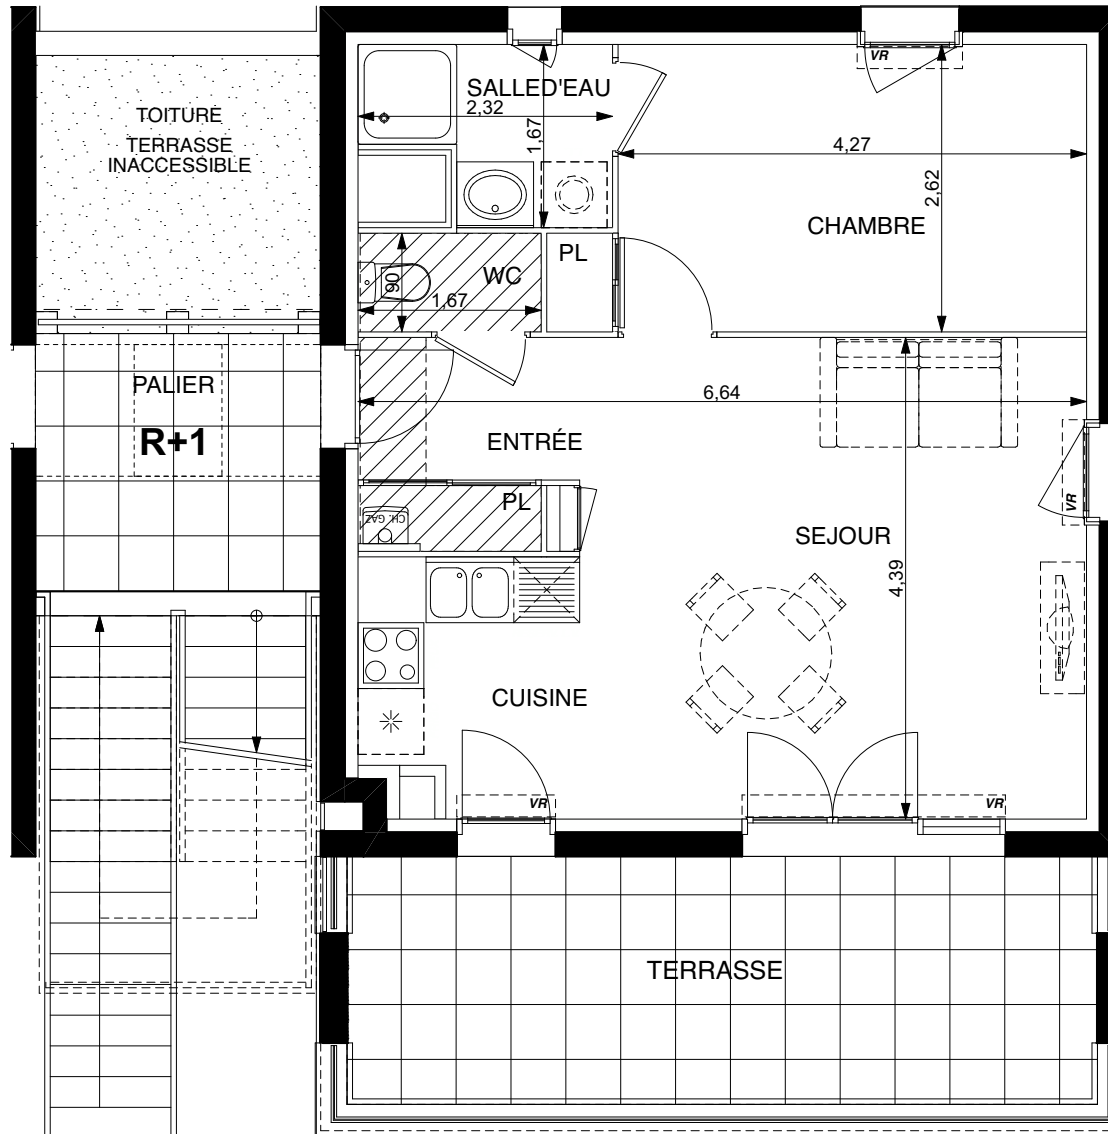 VR
SALLED'EAU
2,32
1,67
TOITURE
TERRASSE
INACCESSIBLE
4,27
2,62
CHAMBRE
PL
WC
90
1,67
PALIER
R+1
6,64
ENTRÉE
PL
CH. GAZ
VR
SEJOUR
4,39
CUISINE
VR
VR
TERRASSE